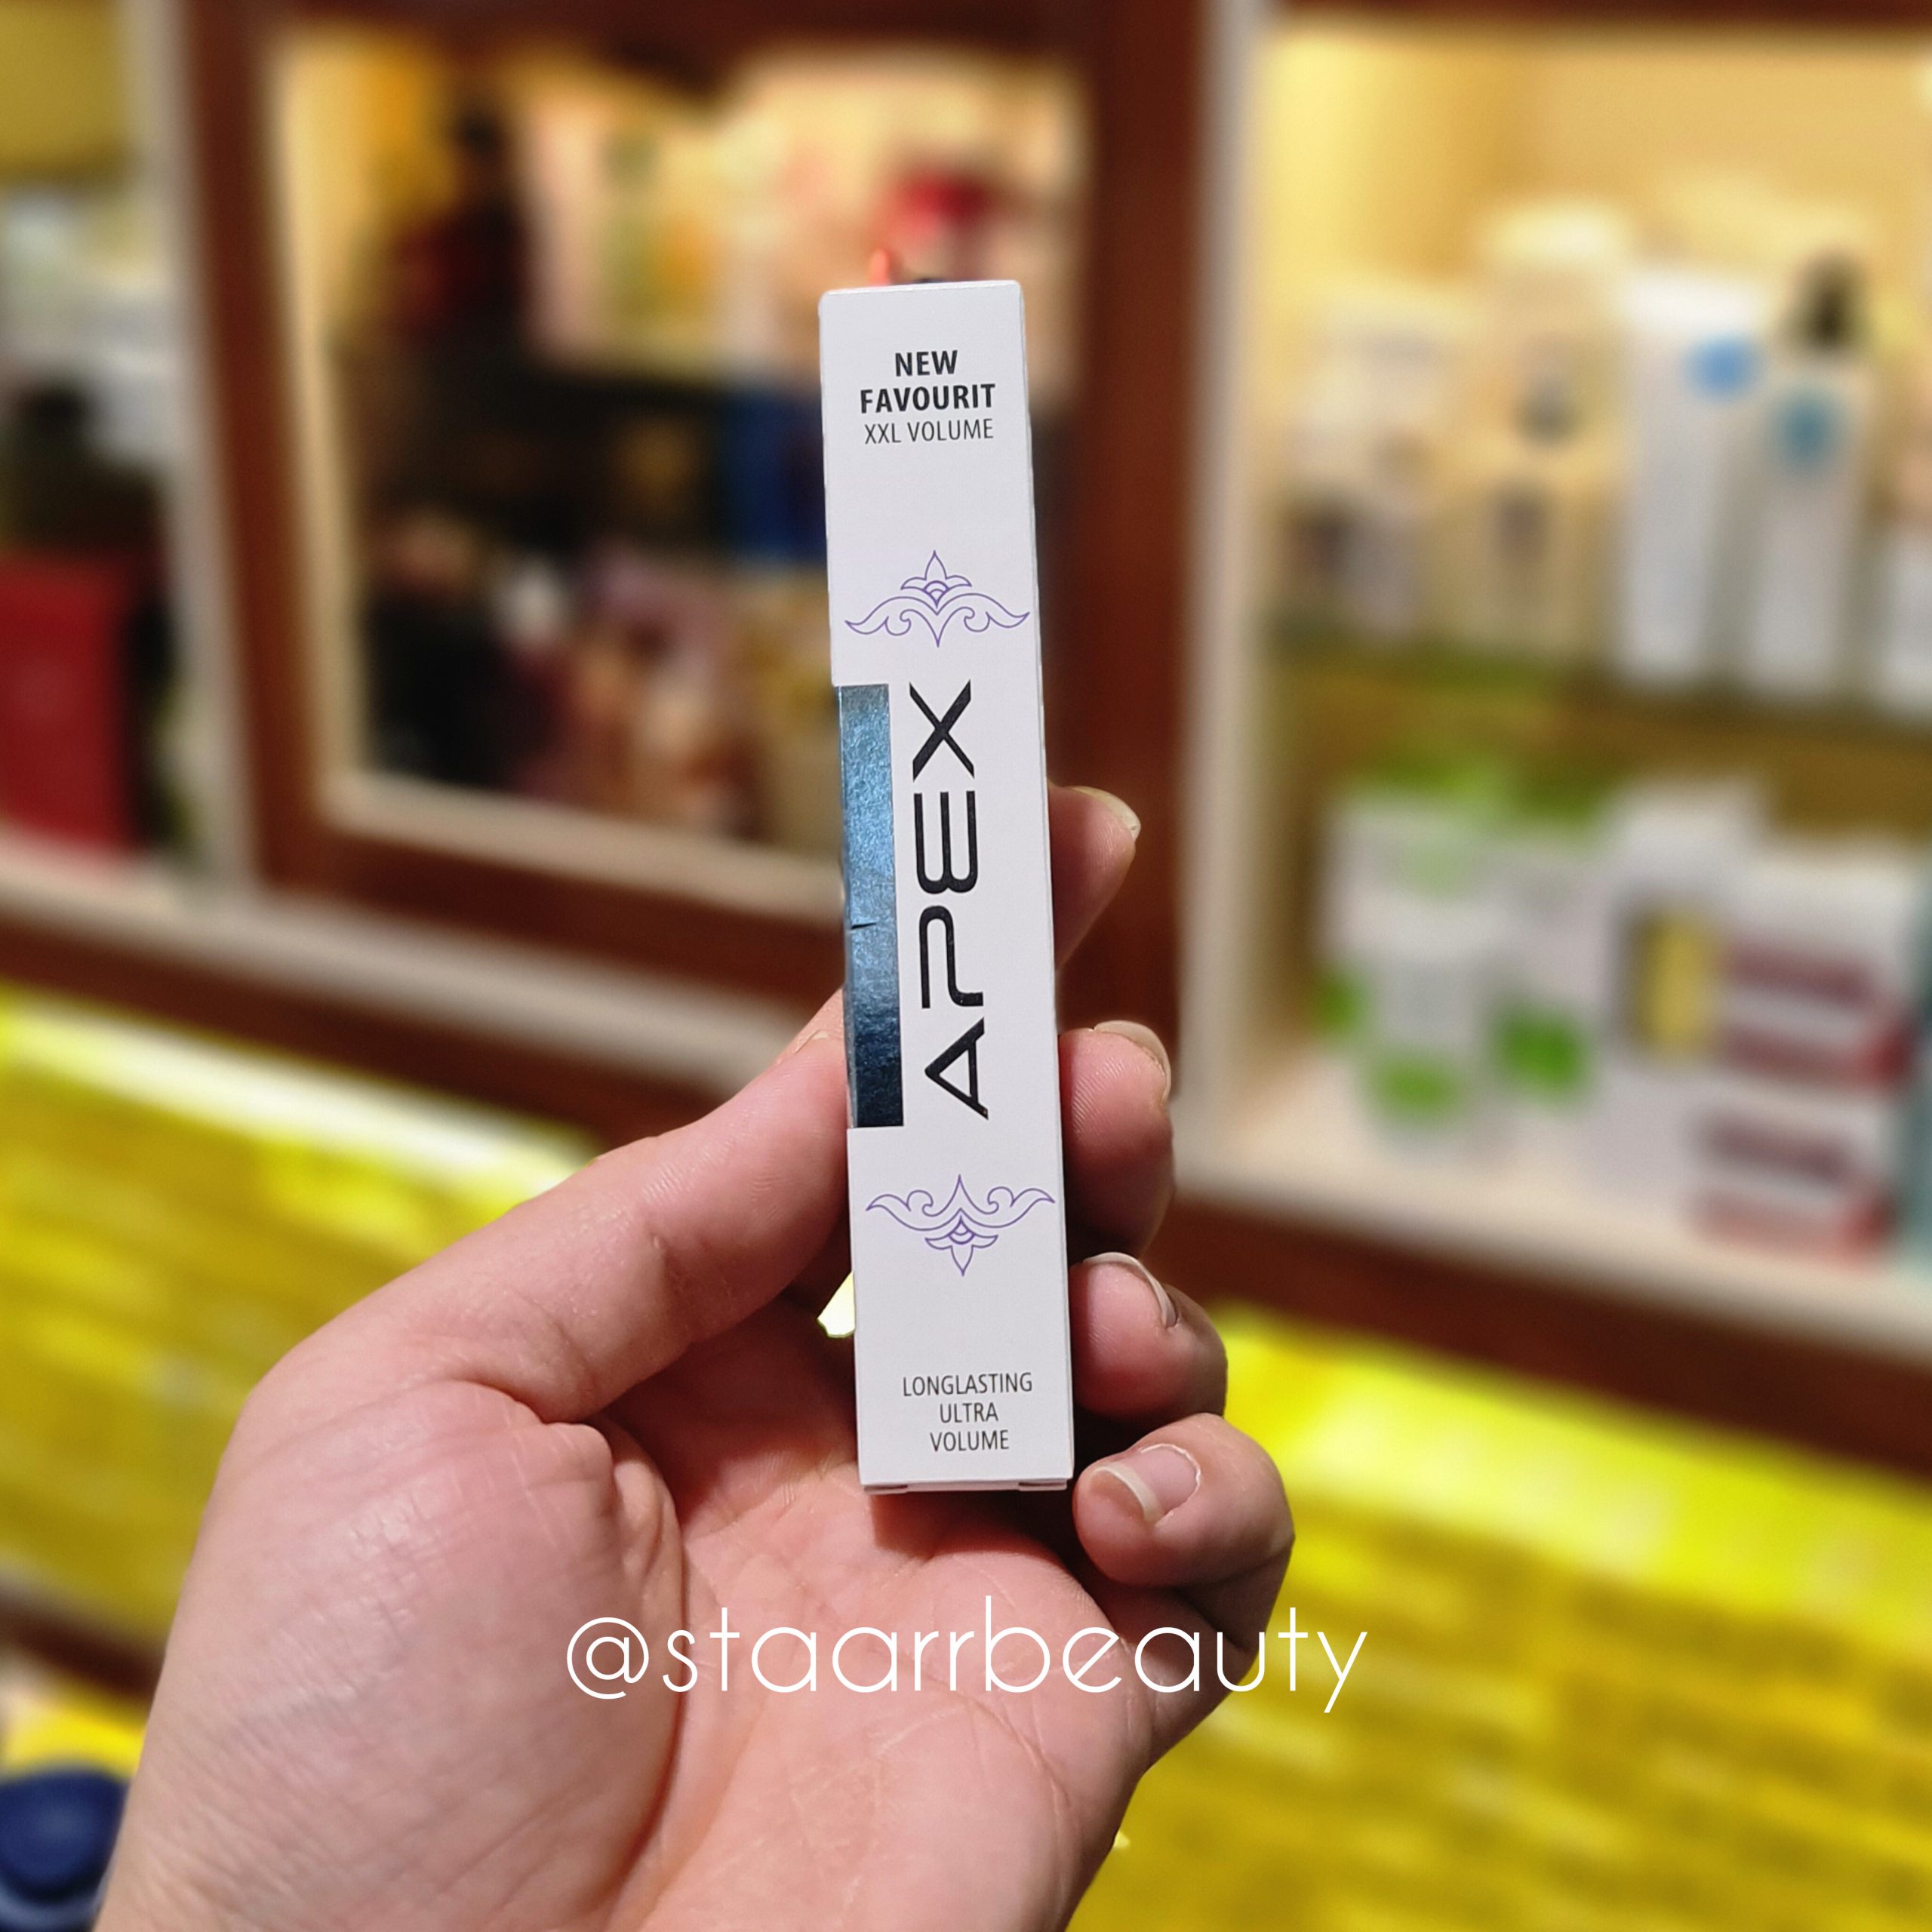 NEW
FAVOURIT
XXL VOLUME
APEX
LONGLASTING
ULTRA
VOLUME
@staarrbeauty